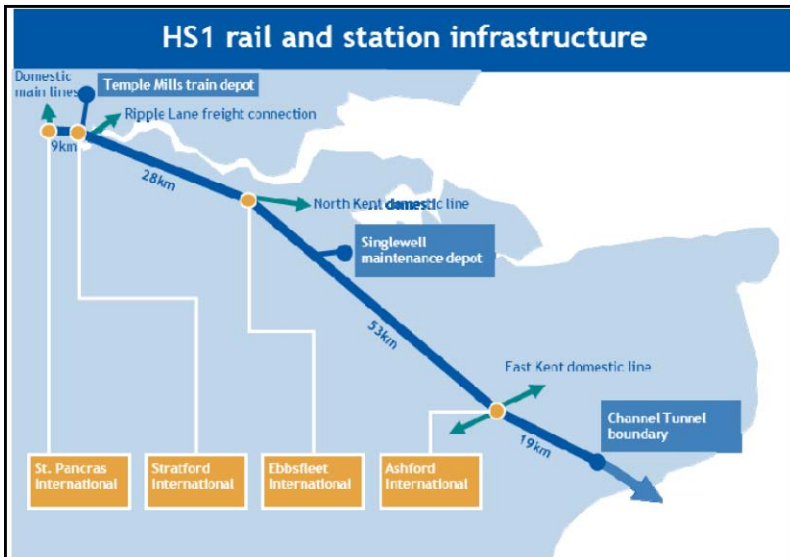 HS1 rail and station infrastructure
Domestic
main lines
Temple Mills train depot
Ripple Lane freight connection
9km
28km
North Kent domestic line
Singlewell
maintenance depot
53km
East Kent domestic line
19km
Channel Tunnel
boundary
St. Pancras
International
Stratford
International
Ebbsfleet
International
Ashford
International